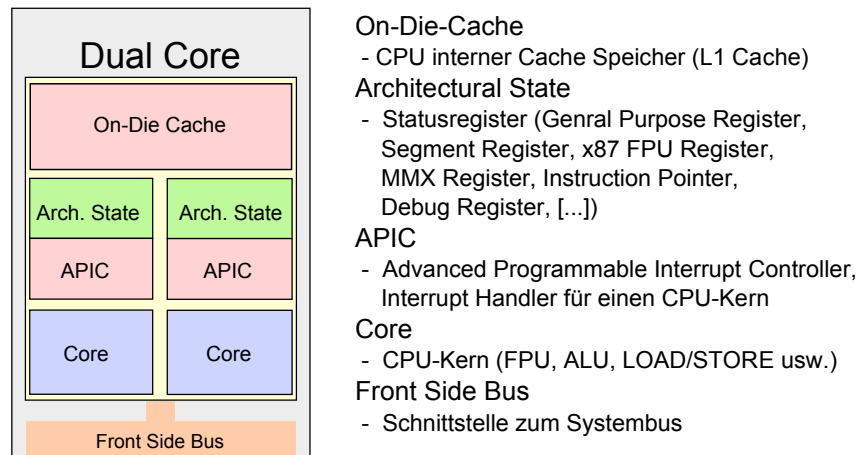 Dual Core
On-Die Cache
Arch. State
Arch. State
APIC
APIC
Core
Core
Front Side Bus
On-Die-Cache
- CPU interner Cache Speicher (L1 Cache)
Architectural State
- Statusregister (Genral Purpose Register,
Segment Register, x87 FPU Register,
MMX Register, Instruction Pointer,
Debug Register, [...])
APIC
- Advanced Programmable Interrupt Controller,
Interrupt Handler für einen CPU-Kern
Core
- CPU-Kern (FPU, ALU, LOAD/STORE usw.)
Front Side Bus
- Schnittstelle zum Systembus